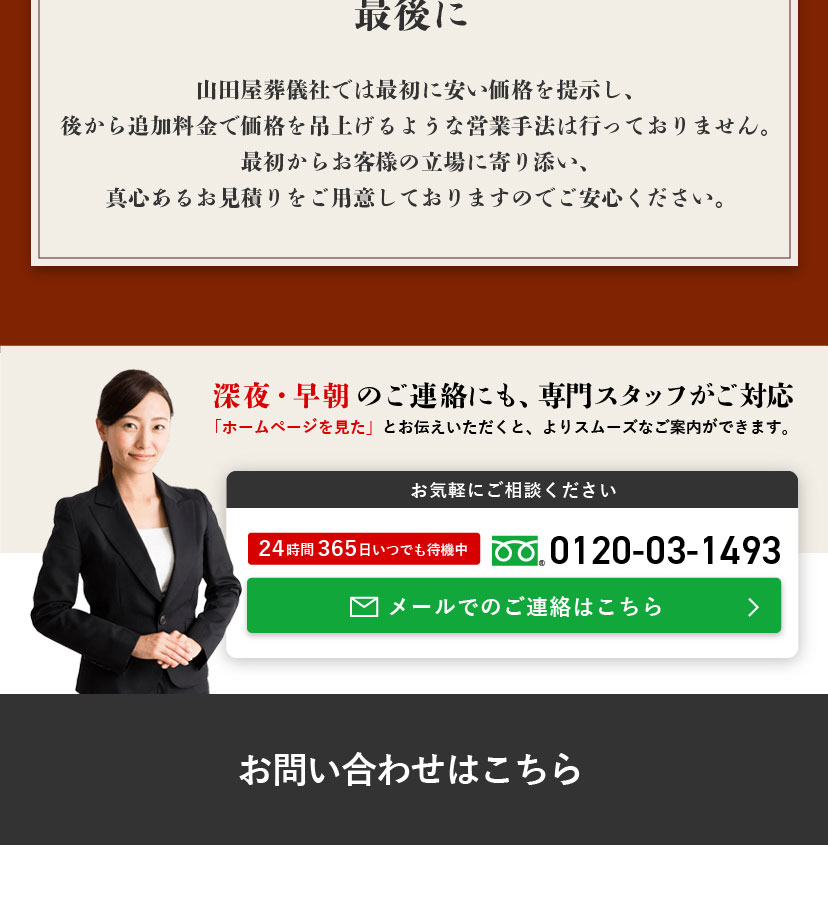 最後に
山田屋葬儀社では最初に安い価格を提示し、
後から追加料金で価格を吊上げるような営業手法は行っておりません。
最初からお客様の立場に寄り添い、
真心あるお見積りをご用意しておりますのでご安心ください。
深夜・早朝のご連絡にも、専門スタッフがご対応
「ホームページを見た」とお伝えいただくと、よりスムーズなご案内ができます。
お気軽にご相談ください
24時間365日いつでも待機中
0120-03-1493
メールでのご連絡はこちら
お問い合わせはこちら